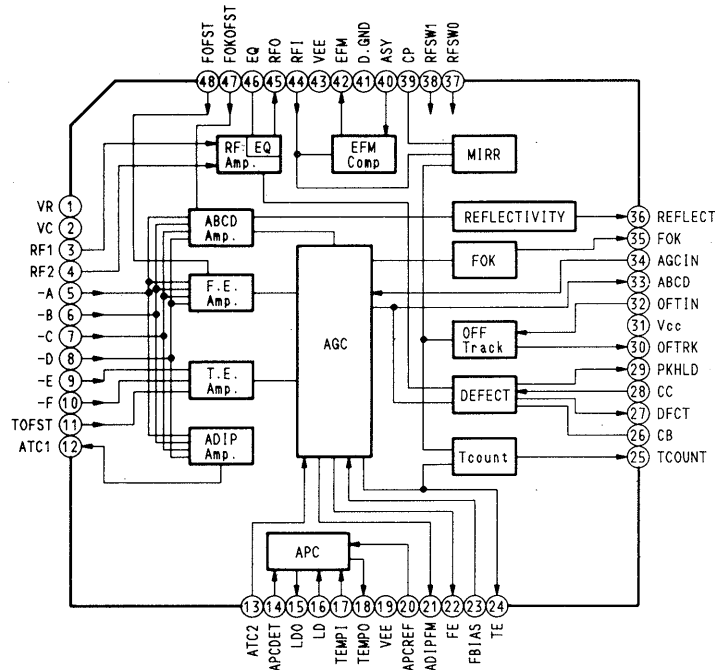 FOFST
FOKOFST
EQ
RFO
RFI
VEE
EFM
D.GND
ASY
CP
RFSW1
RFSW0
48 47 46 45 44 43 42 41 40 39 38 37
RF Amp.
EQ
EFM Comp
MIRR
VR 1
VC 2
RF1 3
RF2 4
-A 5
-B 6
-C 7
-D 8
-E 9
-F 10
TOFST 11
ATC1 12
ABCD Amp.
F.E. Amp.
T.E. Amp.
ADIP Amp.
AGC
REFLECTIVITY
FOK
OFF Track
DEFECT
Tcount
36 REFLECT
35 FOK
34 AGCIN
33 ABCD
32 OFTIN
31 Vcc
30 OFTRK
29 PKHLD
28 CC
27 DFCT
26 CB
25 TCOUNT
APC
13 14 15 16 17 18 19 20 21 22 23 24
ATC2
APCDET
LDO
LD
TEMPI
TEMPO
VEE
APCREF
ADIPFM
FE
FBIAS
TE